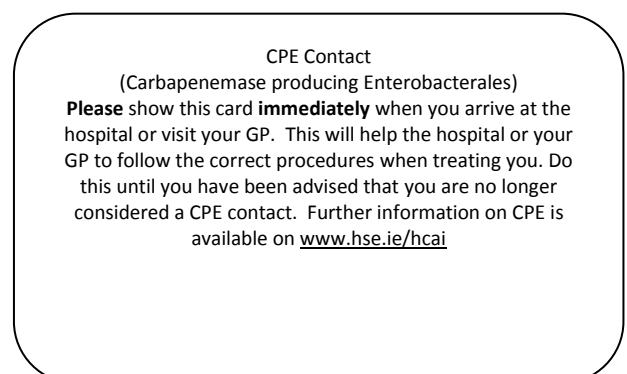 CPE Contact
(Carbapenemase producing Enterobacterales)
Please show this card immediately when you arrive at the
hospital or visit your GP.  This will help the hospital or your
GP to follow the correct procedures when treating you. Do
this until you have been advised that you are no longer
considered a CPE contact.  Further information on CPE is
available on www.hse.ie/hcai